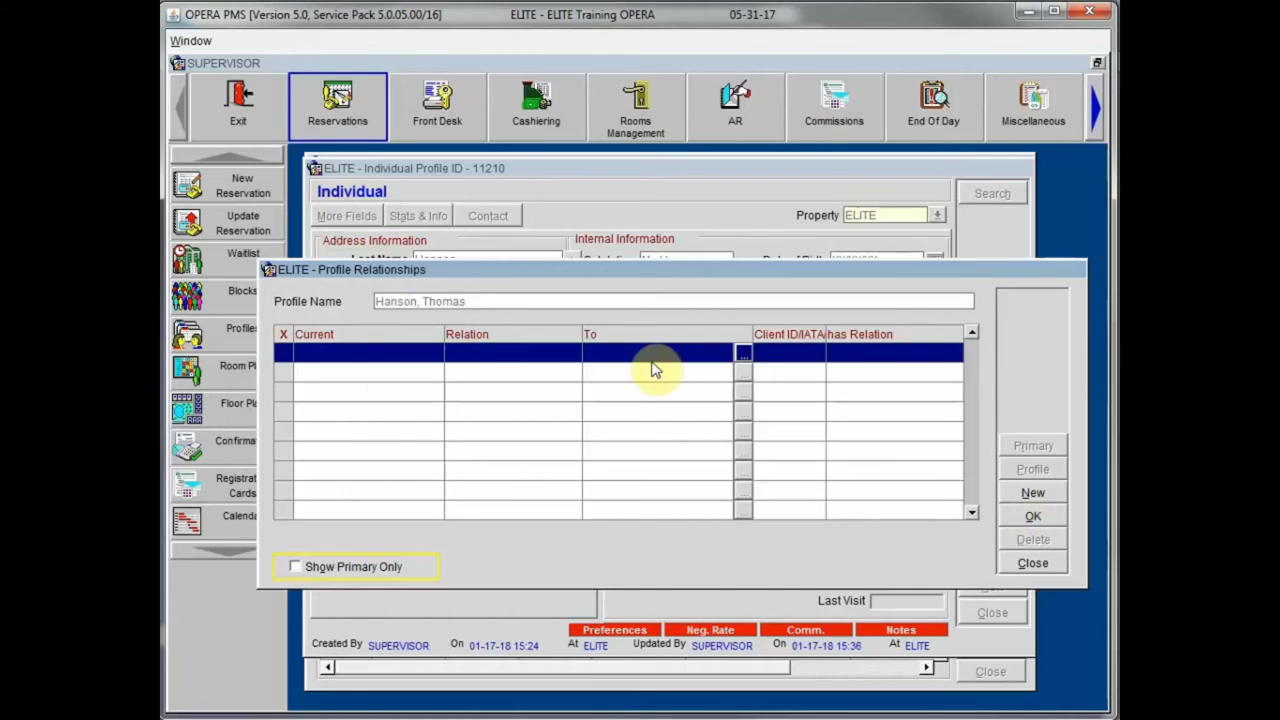 OPERA PMS [Version 5.0, Service Pack 5.0.05.00/16] ELITE - ELITE Training OPERA 05-31-17
Window
SUPERVISOR
Exit
Reservations
Front Desk
Cashiering
Rooms
Management
AR
Commissions
End Of Day
Miscellaneous
New
Reservation
Update
Reservation
Waitlist
Blocks
Profile
Room Pl
Floor Pla
Confirma
Registrat
Cards
Calenda
ELITE - Individual Profile ID - 11210
Individual
Search
More Fields
Stats & Info
Contact
Property ELITE
Address Information
Internal Information
ELITE - Profile Relationships
Profile Name Hanson, Thomas
X Current Relation To Client ID/IATA/ has Relation
...
Primary
Profile
New
OK
Delete
Close
Show Primary Only
Last Visit
Close
Preferences Neg. Rate Comm. Notes
Created By SUPERVISOR On 01-17-18 15:24 At ELITE Updated By SUPERVISOR On 01-17-18 15:36 At ELITE
Close